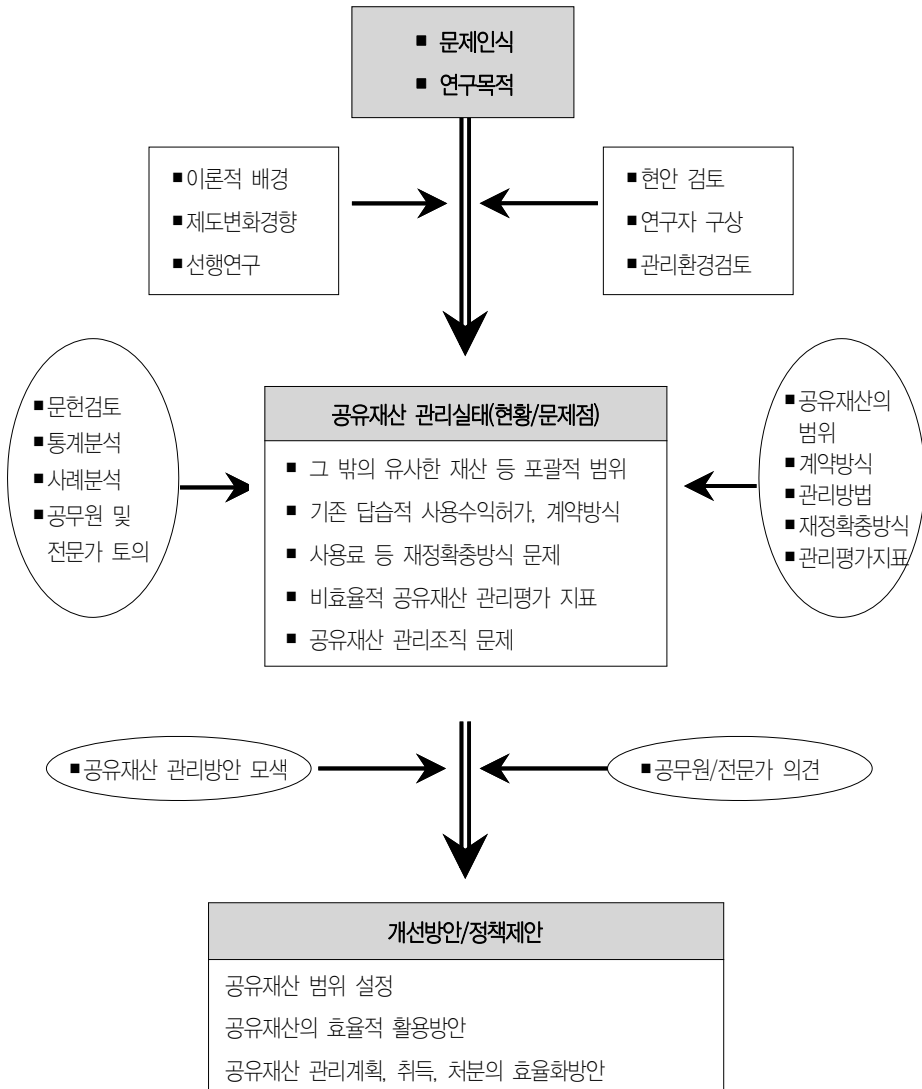 ■ 문제인식
■ 연구목적
■이론적 배경
■제도변화경향
■선행연구
■현안 검토
■연구자 구상
■관리환경검토
■문헌검토
■통계분석
■사례분석
■공무원 및
전문가 토의
공유재산 관리실태(현황/문제점)
■ 그 밖의 유사한 재산 등 포괄적 범위
■ 기존 답습적 사용수익허가, 계약방식
■ 사용료 등 재정확충방식 문제
■ 비효율적 공유재산 관리평가 지표
■ 공유재산 관리조직 문제
■공유재산의
범위
■계약방식
■관리방법
■재정확충방식
■관리평가지표
■공유재산 관리방안 모색
■공무원/전문가 의견
개선방안/정책제안
공유재산 범위 설정
공유재산의 효율적 활용방안
공유재산 관리계획, 취득, 처분의 효율화방안